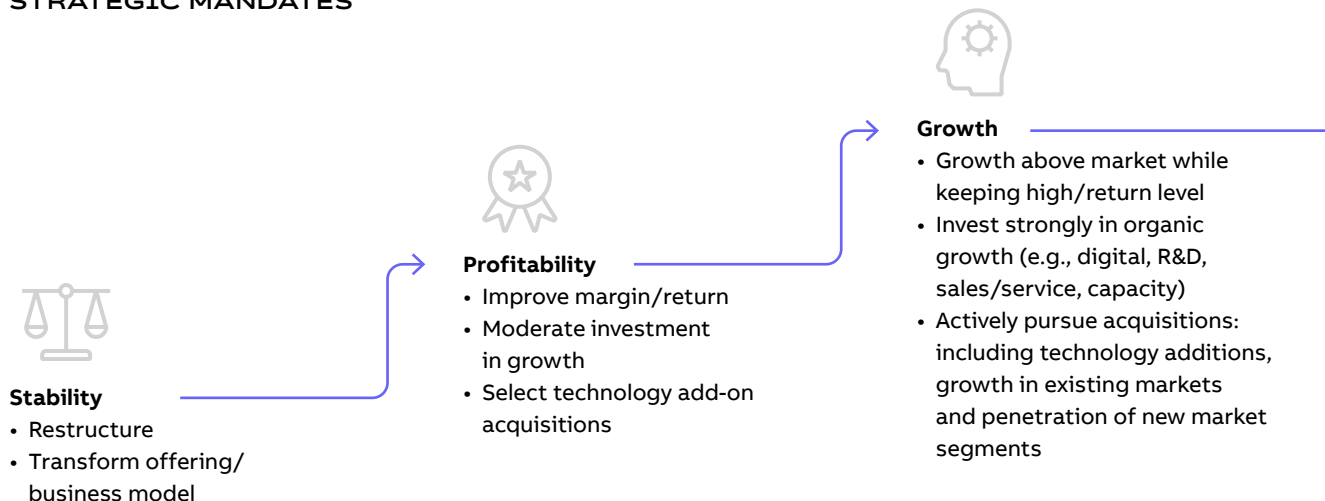 STRATEGIC MANDATES
Growth
• Growth above market while
keeping high/return level
• Invest strongly in organic
growth (e.g., digital, R&D,
sales/service, capacity)
• Actively pursue acquisitions:
including technology additions,
growth in existing markets
and penetration of new market
segments
Profitability
• Improve margin/return
• Moderate investment
in growth
• Select technology add-on
acquisitions
Stability
• Restructure
• Transform offering/
business model